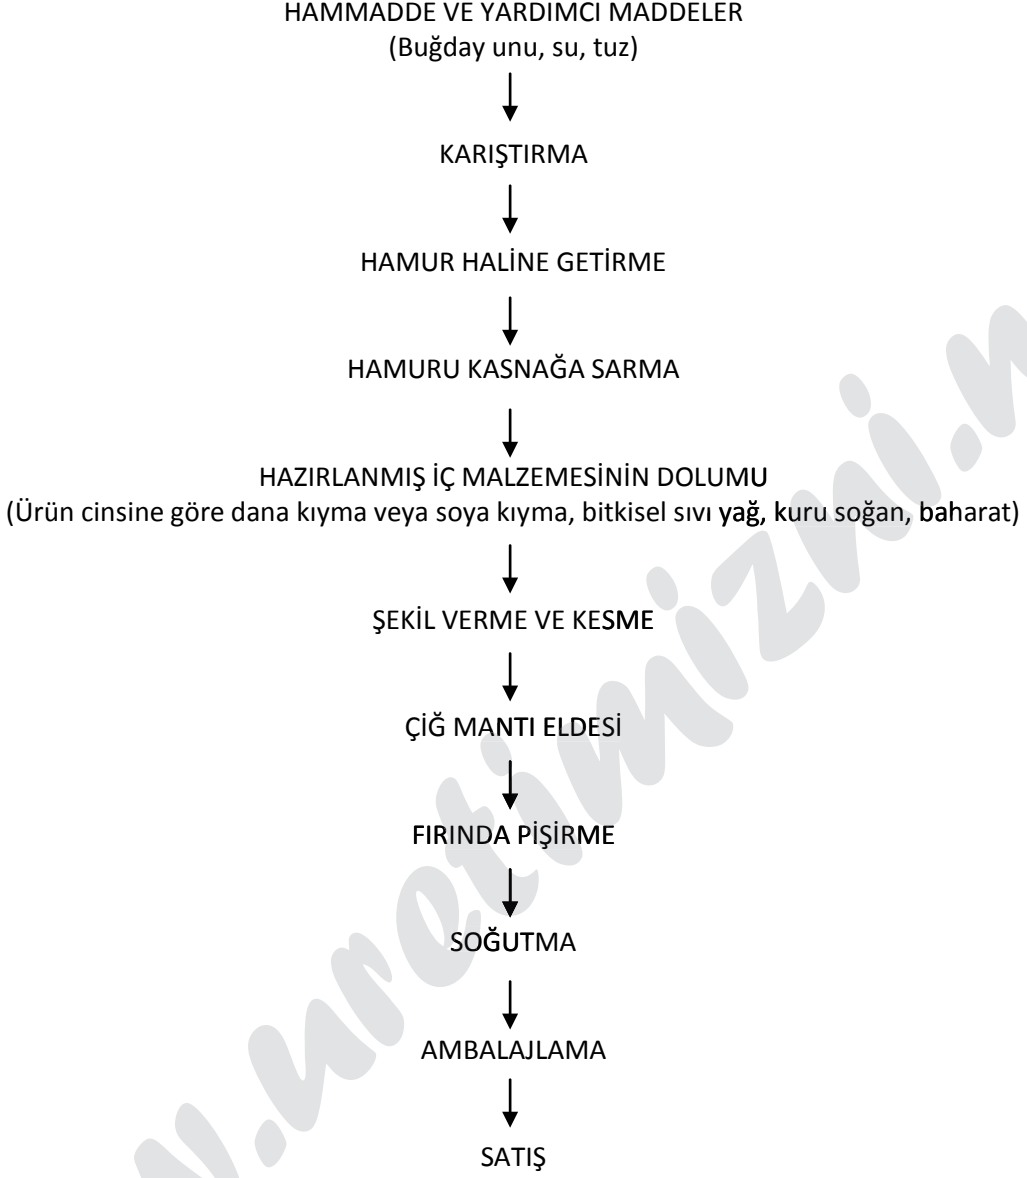 HAMMADDE VE YARDIMCI MADDELER
(Buğday unu, su, tuz)
KARIŞTIRMA
HAMUR HALİNE GETİRME
HAMURU KASNAĞA SARMA
HAZIRLANMIŞ İÇ MALZEMESİNİN DOLUMU
(Ürün cinsine göre dana kıyma veya soya kıyma, bitkisel sıvı yağ, kuru soğan, baharat)
ŞEKİL VERME VE KESME
ÇİĞ MANTI ELDESİ
FIRINDA PİŞİRME
SOĞUTMA
AMBALAJLAMA
SATIŞ